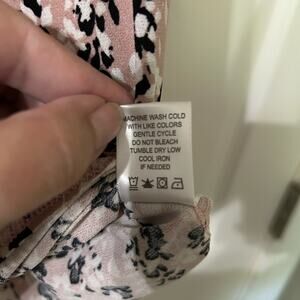 MACHINE WASH COLD
WITH LIKE COLORS
GENTLE CYCLE
DO NOT BLEACH
TUMBLE DRY LOW
COOL IRON
IF NEEDED